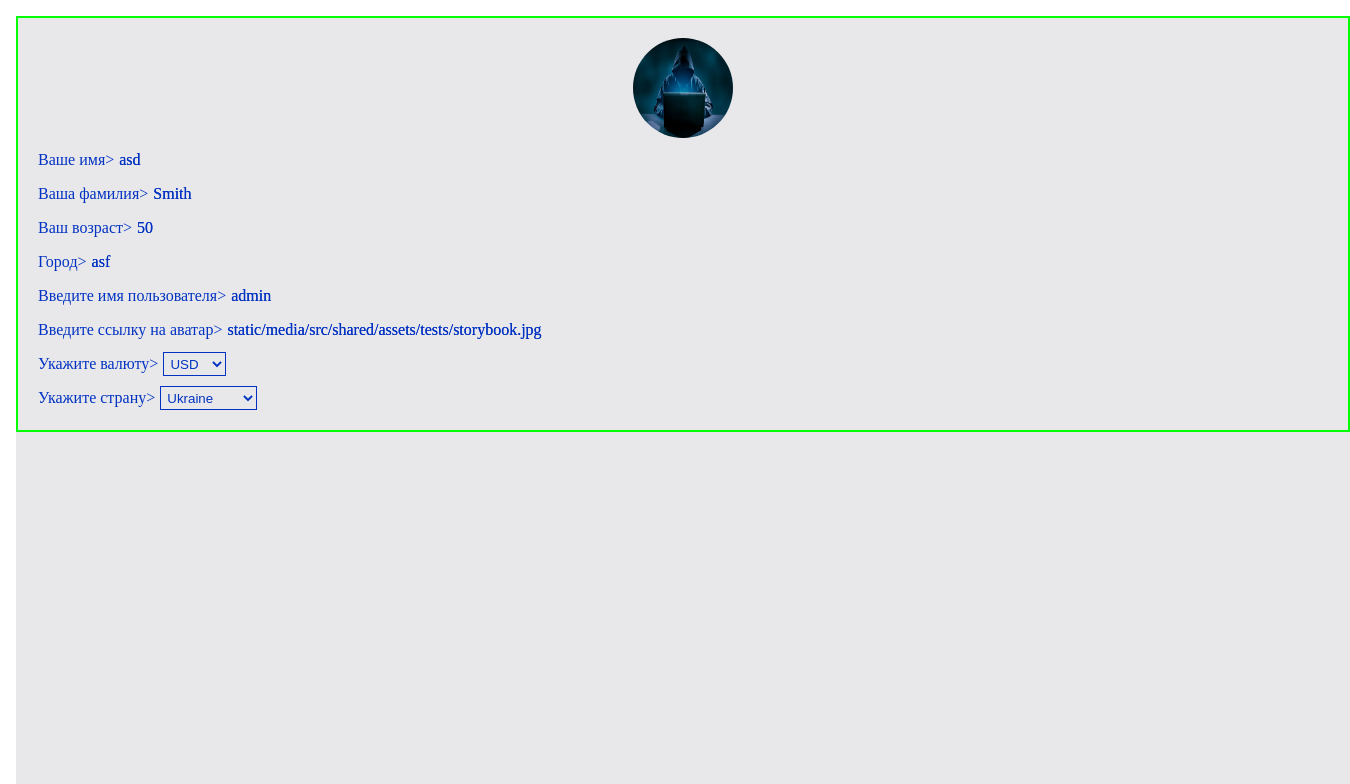 Ваше имя> asd
Ваша фамилия> Smith
Ваш возраст> 50
Город> asf
Введите имя пользователя> admin
Введите ссылку на аватар> static/media/src/shared/assets/tests/storybook.jpg
Укажите валюту> USD
Укажите страну> Ukraine